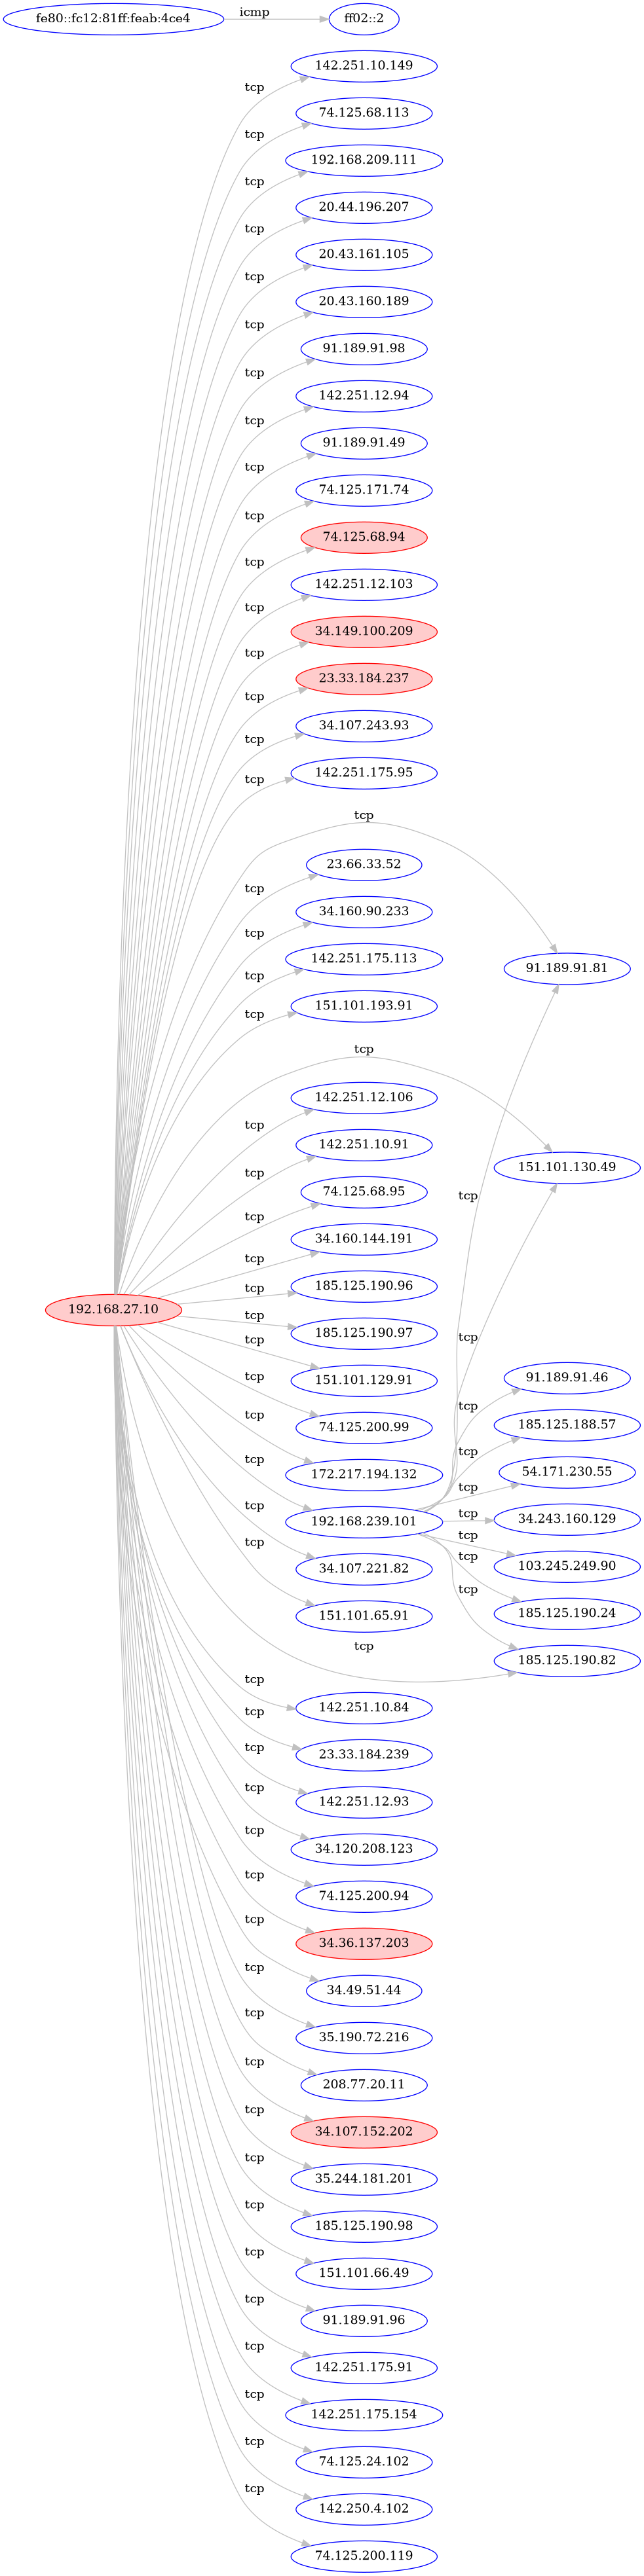 fe80::fc12:81ff:feab:4ce4
icmp
ff02::2
142.251.10.149
tcp
74.125.68.113
tcp
192.168.209.111
tcp
20.44.196.207
tcp
20.43.161.105
tcp
20.43.160.189
tcp
91.189.91.98
tcp
142.251.12.94
tcp
91.189.91.49
tcp
74.125.171.74
tcp
74.125.68.94
tcp
142.251.12.103
tcp
34.149.100.209
tcp
23.33.184.237
tcp
34.107.243.93
tcp
142.251.175.95
tcp
tcp
23.66.33.52
tcp
34.160.90.233
tcp
142.251.175.113
91.189.91.81
tcp
151.101.193.91
tcp
tcp
142.251.12.106
tcp
142.251.10.91
tcp
151.101.130.49
74.125.68.95
tcp
tcp
34.160.144.191
tcp
185.125.190.96
tcp
192.168.27.10
tcp
185.125.190.97
tcp
tcp
151.101.129.91
tcp
91.189.91.46
tcp
74.125.200.99
tcp
185.125.188.57
tcp
172.217.194.132
tcp
54.171.230.55
tcp
192.168.239.101
tcp
34.243.160.129
tcp
tcp
34.107.221.82
tcp
103.245.249.90
tcp
151.101.65.91
185.125.190.24
tcp
tcp
185.125.190.82
tcp
142.251.10.84
tcp
23.33.184.239
tcp
142.251.12.93
tcp
34.120.208.123
tcp
74.125.200.94
tcp
34.36.137.203
tcp
34.49.51.44
tcp
35.190.72.216
tcp
208.77.20.11
tcp
34.107.152.202
tcp
35.244.181.201
tcp
185.125.190.98
tcp
151.101.66.49
tcp
91.189.91.96
tcp
142.251.175.91
tcp
142.251.175.154
tcp
74.125.24.102
tcp
142.250.4.102
tcp
74.125.200.119